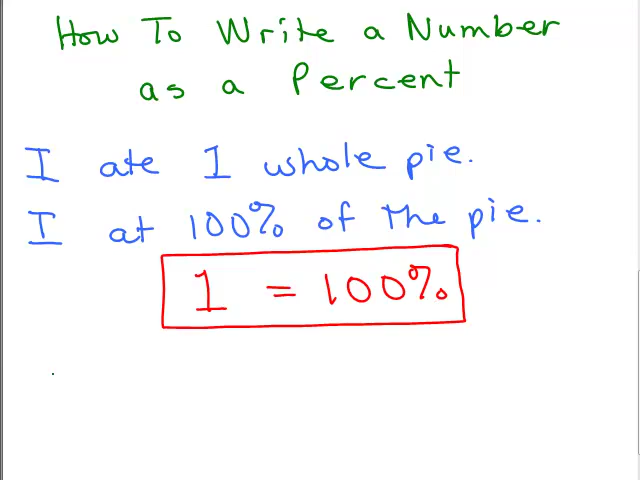 How To Write a Number
as a Percent
I ate 1 whole pie.
I at 100% of the pie.
1 = 100%